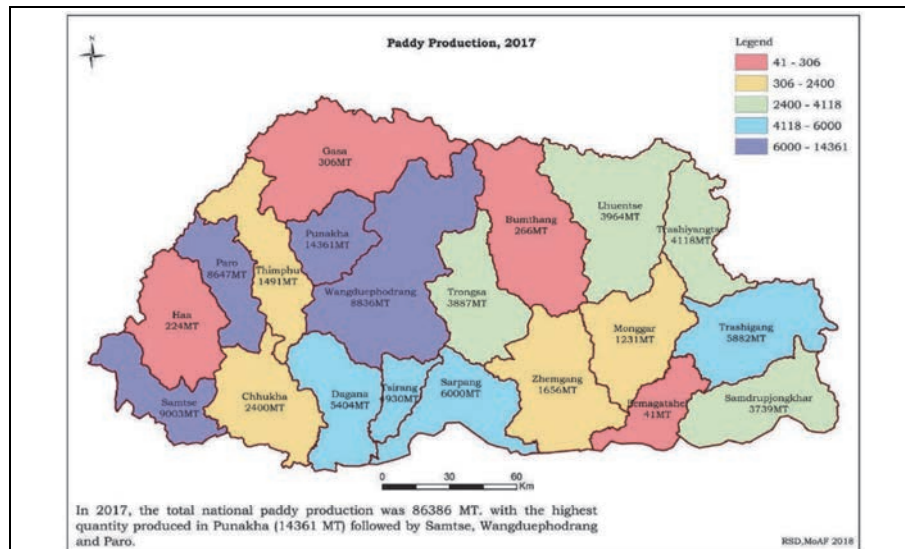 N
Paddy Production, 2017
Legend
41 - 306
306 - 2400
2400 - 4118
4118 - 6000
6000 - 14361
Gasa
306MT
Punakha
14361MT
Bumthang
266MT
Lhuentse
3964MT
Trashiyangtse
4118MT
Paro
8647MT
Thimphu
1491MT
Wangduephodrang
8836MT
Trongsa
3887MT
Haa
224MT
Monggar
1231MT
Trashigang
5882MT
Samtse
9003MT
Chhukha
2400MT
Dagana
5404MT
Tsirang
4930MT
Sarpang
6000MT
Zhemgang
1656MT
41MT
Samdrupjongkhar
3739MT
0 15 30 60
Km
In 2017, the total national paddy production was 86386 MT. with the highest
quantity produced in Punakha (14361 MT) followed by Samtse, Wangduephodrang
and Paro.
RSD,MoAF 2018